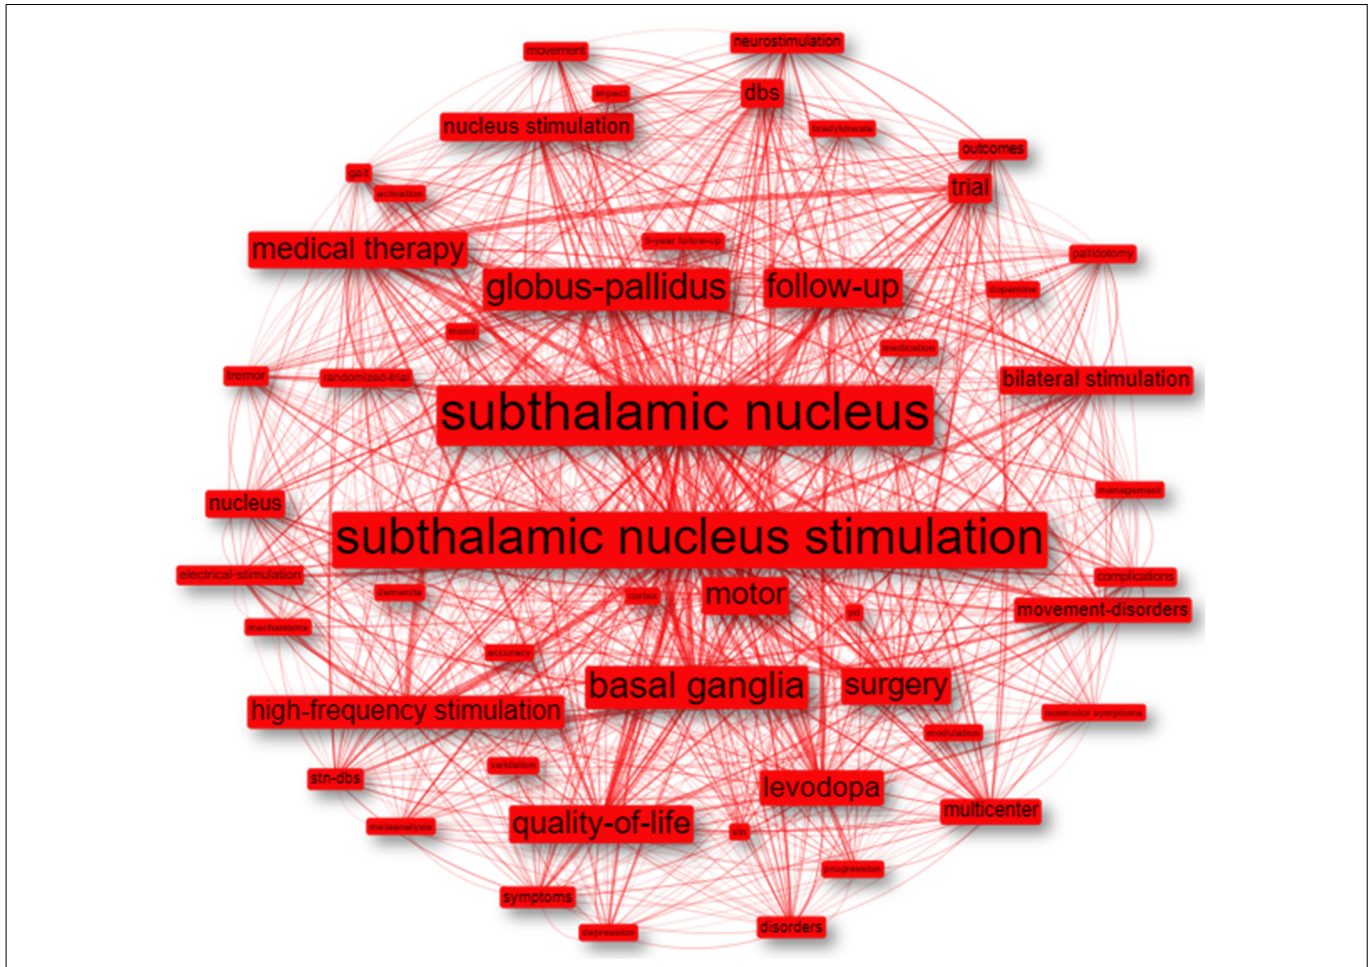 neurostimulation
movement
dbs
impact
nucleus stimulation
bradykinesia
outcomes
gait
trial
activation
5-year follow-up
medical therapy
pallidotomy
globus-pallidus
follow-up
dopamine
mood
medication
tremor
randomized-trial
bilateral stimulation
subthalamic nucleus
management
nucleus
subthalamic nucleus stimulation
electrical-stimulation
complications
dementia
cortex
motor
pd
movement-disorders
mechanisms
accuracy
basal ganglia
surgery
high-frequency stimulation
nonmotor symptoms
modulation
validation
stn-dbs
levodopa
multicenter
metaanalysis
quality-of-life
stn
progression
symptoms
depression
disorders